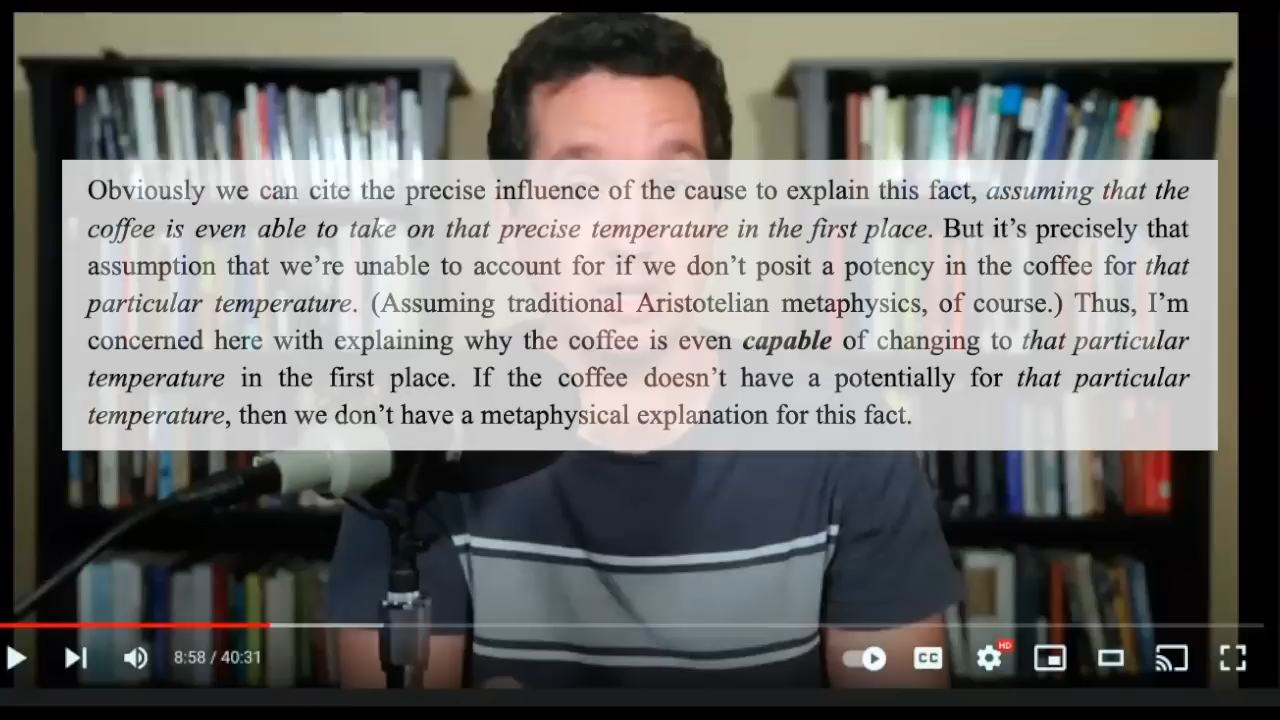 Obviously we can cite the precise influence of the cause to explain this fact, assuming that the
coffee is even able to take on that precise temperature in the first place. But it’s precisely that
assumption that we’re unable to account for if we don’t posit a potency in the coffee for that
particular temperature. (Assuming traditional Aristotelian metaphysics, of course.) Thus, I’m
concerned here with explaining why the coffee is even capable of changing to that particular
temperature in the first place. If the coffee doesn’t have a potentially for that particular
temperature, then we don’t have a metaphysical explanation for this fact.
8:58 / 40:31
CC
HD